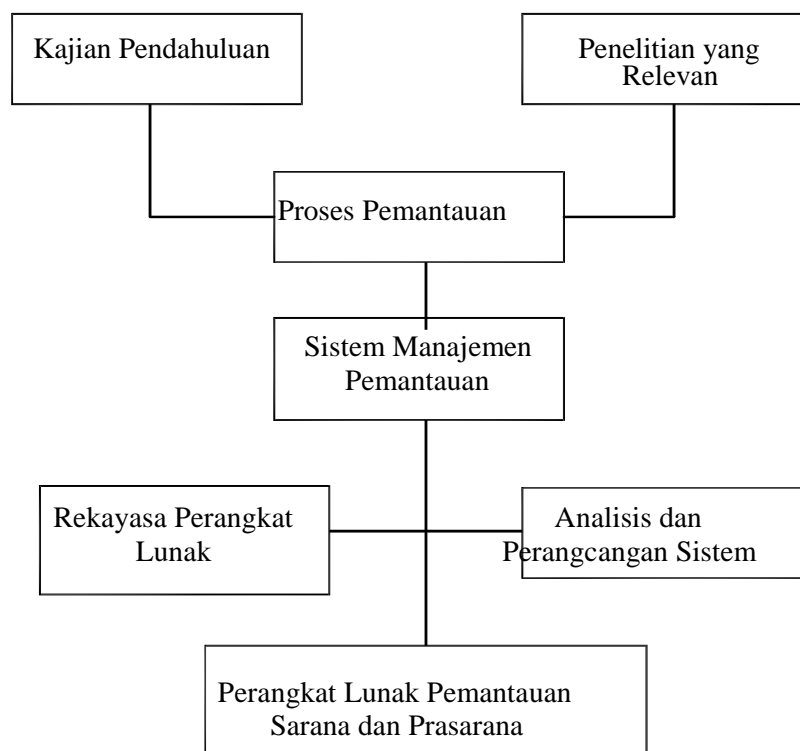 Kajian Pendahuluan
Penelitian yang
Relevan
Proses Pemantauan
Sistem Manajemen
Pemantauan
Rekayasa Perangkat
Lunak
Analisis dan
Perangcangan Sistem
Perangkat Lunak Pemantauan
Sarana dan Prasarana